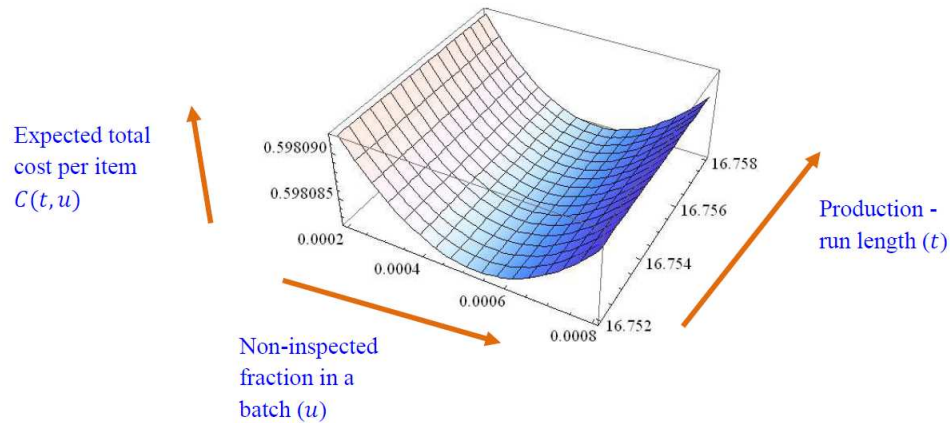 Expected total
cost per item
C(t, u)
0.598090
0.598085
0.0002
0.0004
0.0006
0.0008
16.752
16.754
16.756
16.758
Production -
run length (t)
Non-inspected
fraction in a
batch (u)